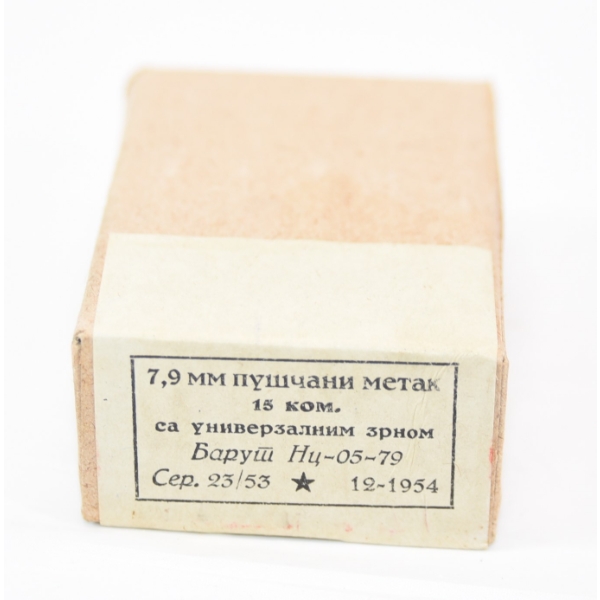 7,9 мм пушчани метак
15 ком.
са универзалним зрном
Барут Нц-05-79
Сер. 23/53 ★ 12-1954